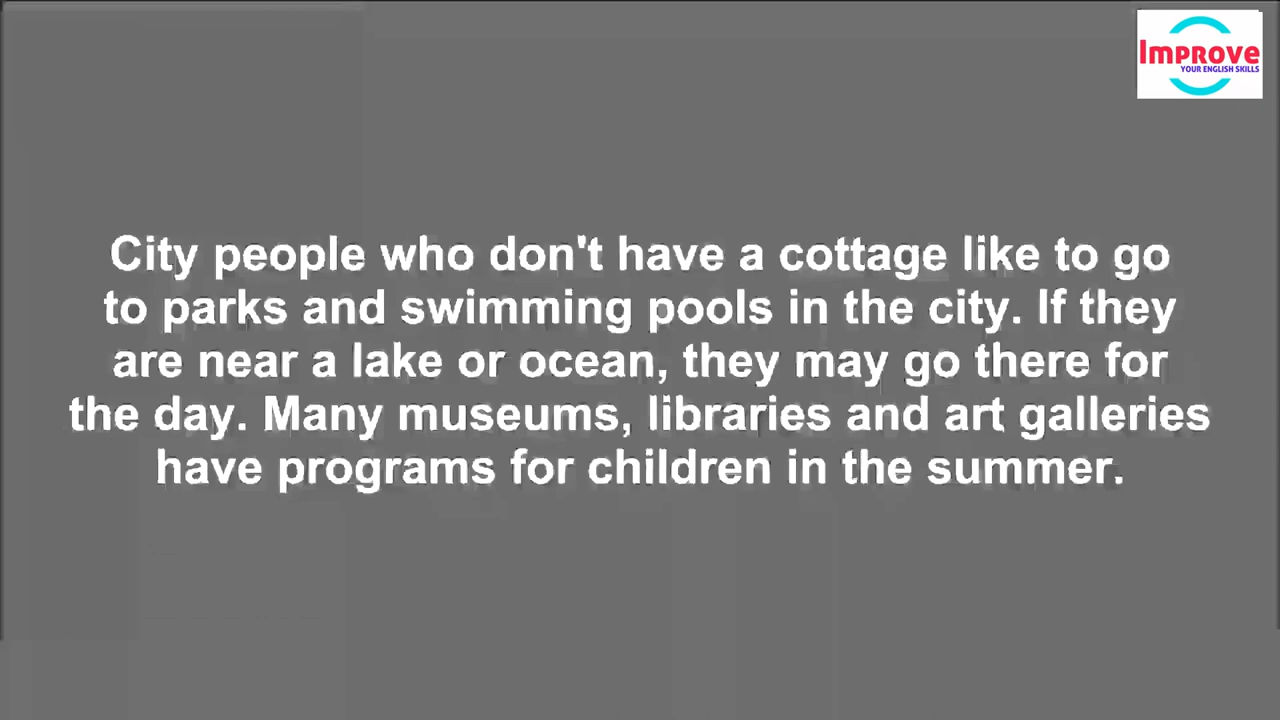 Improve
YOUR ENGLISH SKILLS
City people who don't have a cottage like to go
to parks and swimming pools in the city. If they
are near a lake or ocean, they may go there for
the day. Many museums, libraries and art galleries
have programs for children in the summer.